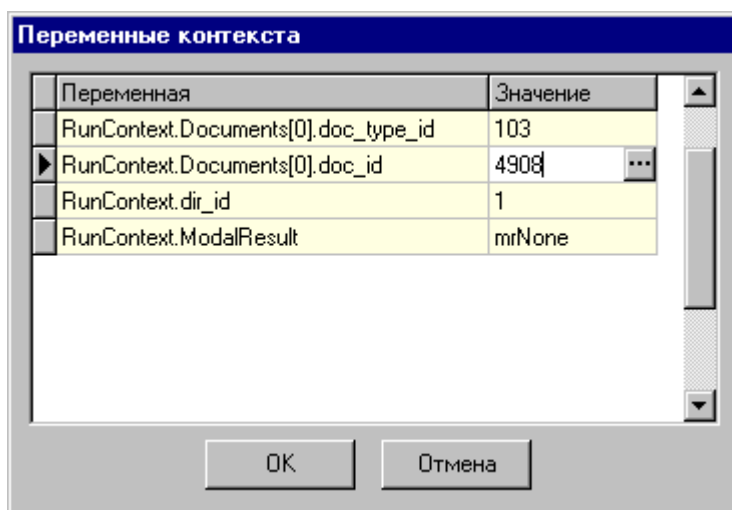 Переменные контекста
Переменная Значение
RunContext.Documents[0].doc_type_id 103
RunContext.Documents[0].doc_id 4908 ...
RunContext.dir_id 1
RunContext.ModalResult mrNone
OK Отмена